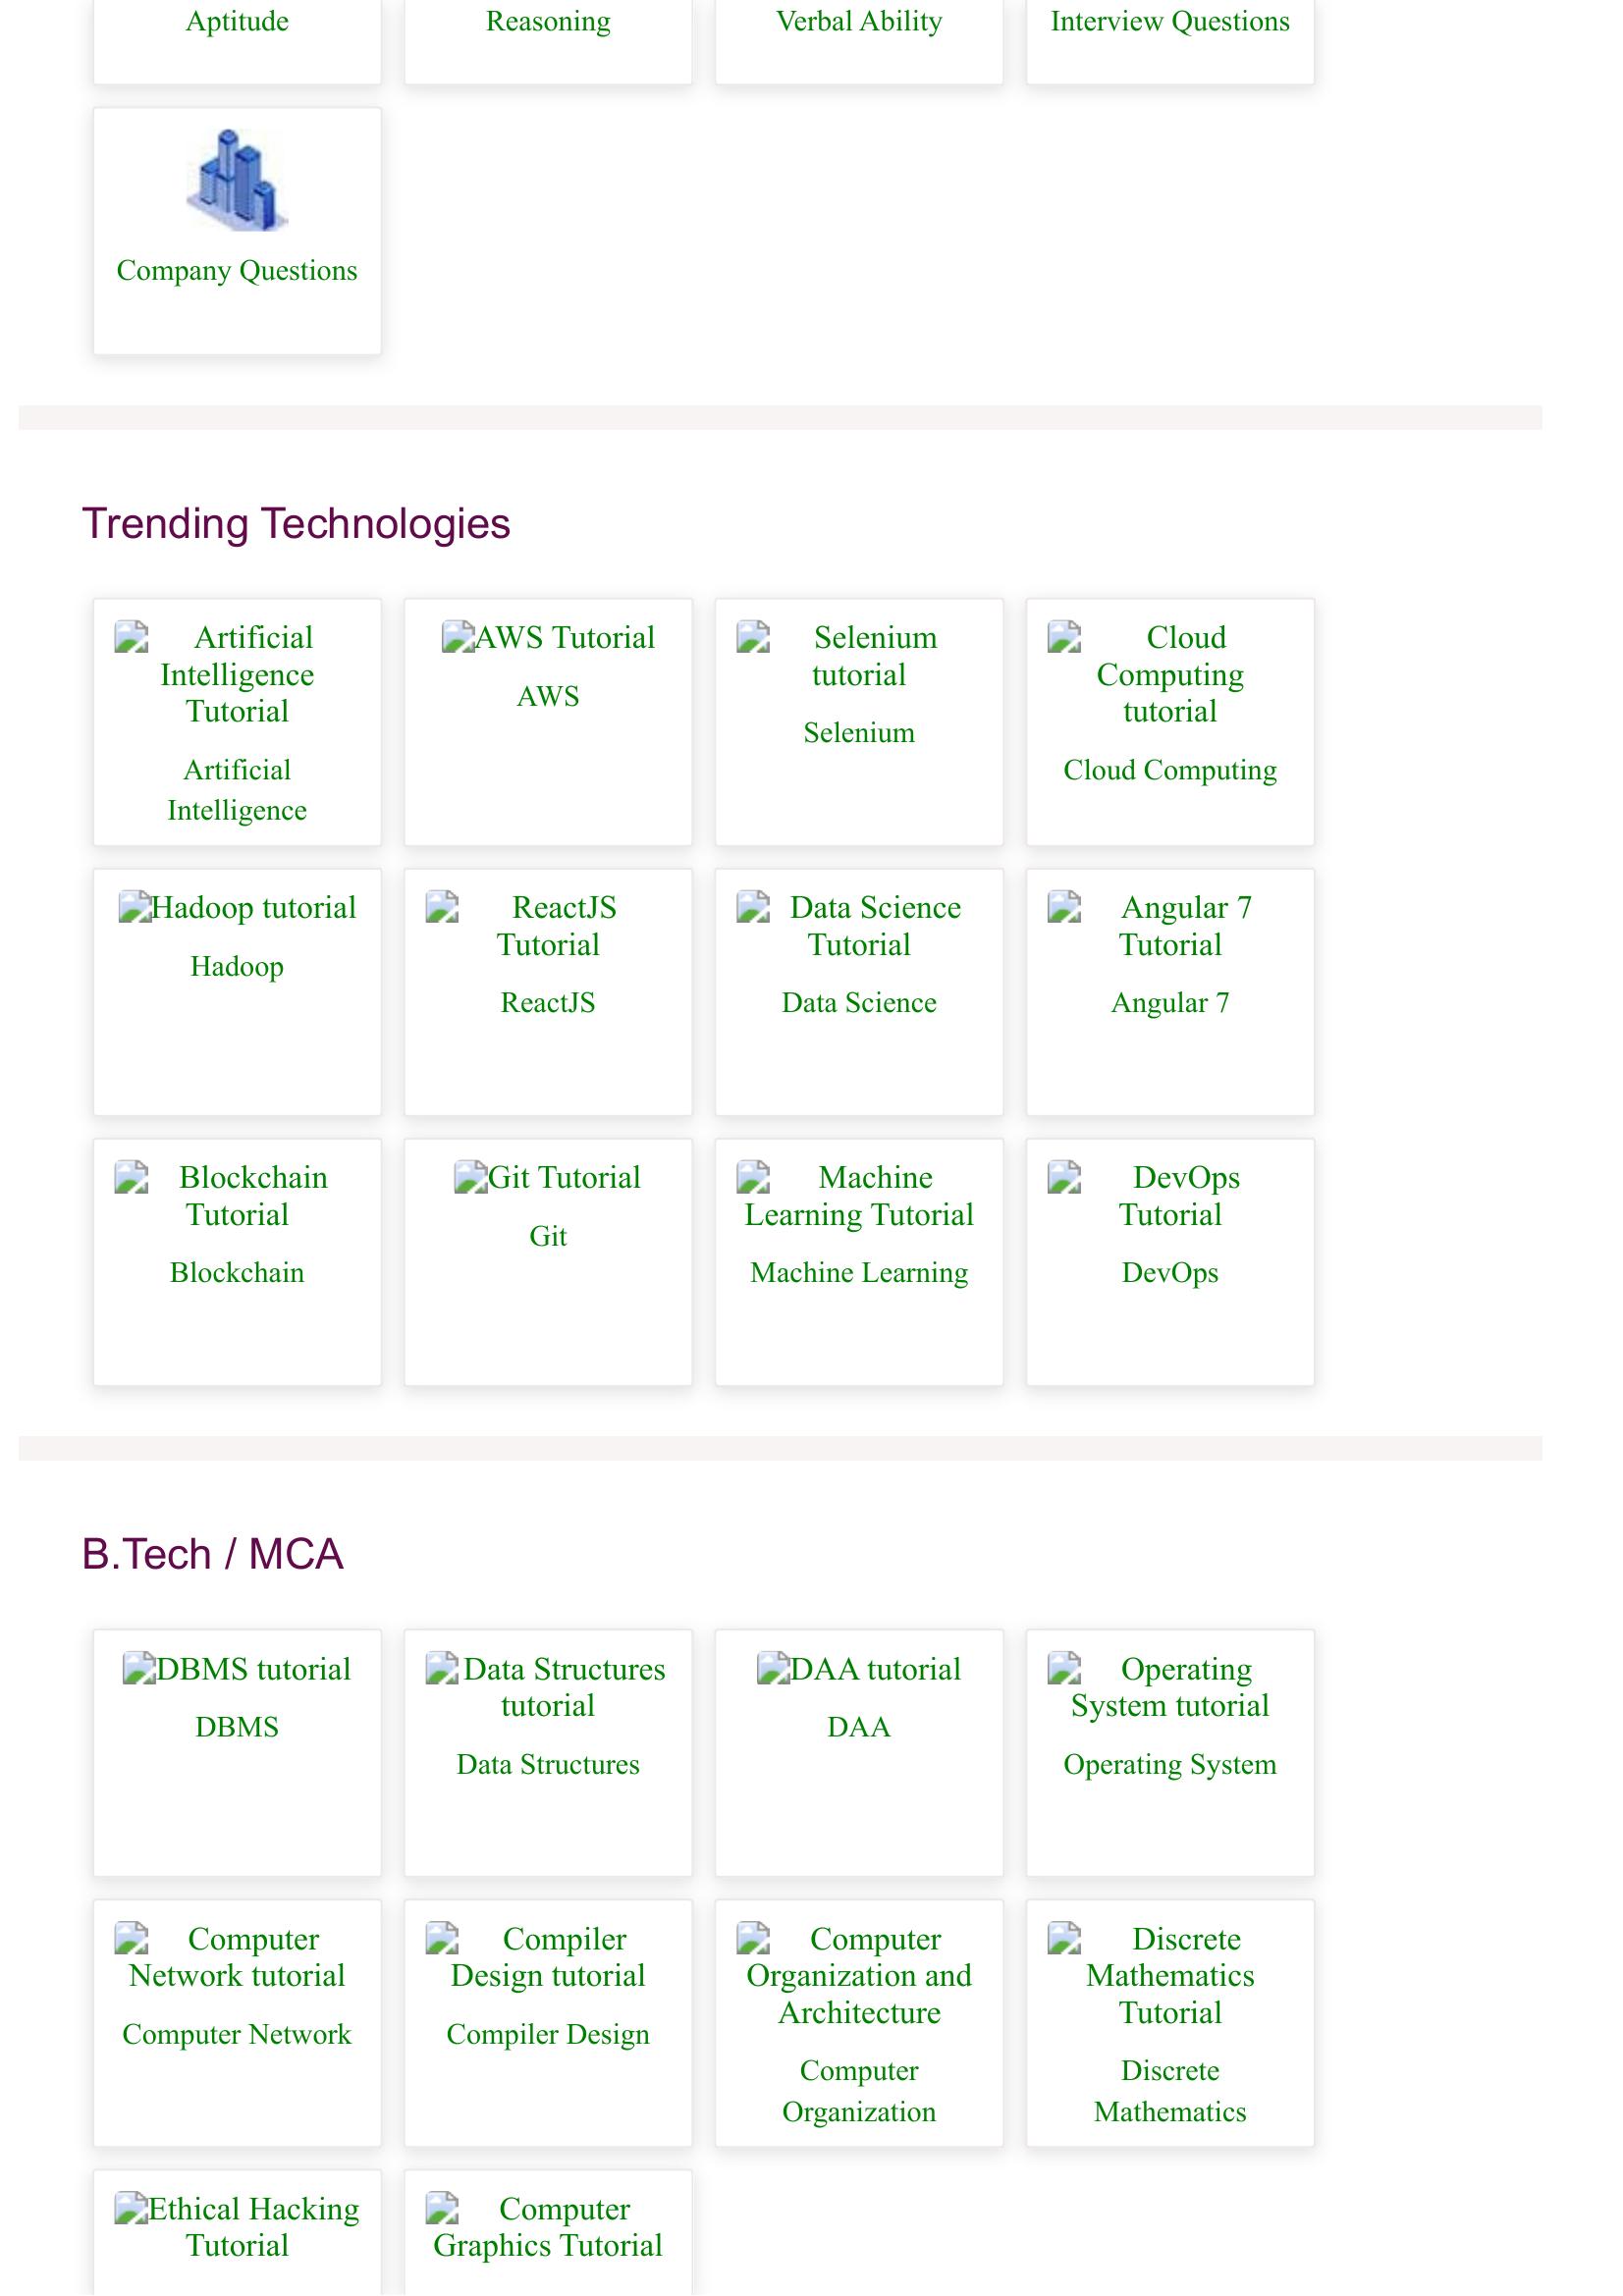 Aptitude
Reasoning
Verbal Ability
Interview Questions
Company Questions
Trending Technologies
Artificial
Intelligence
Tutorial
Artificial
Intelligence
AWS Tutorial
AWS
Selenium
tutorial
Selenium
Cloud
Computing
tutorial
Cloud Computing
Hadoop tutorial
Hadoop
ReactJS
Tutorial
ReactJS
Data Science
Tutorial
Data Science
Angular 7
Tutorial
Angular 7
Blockchain
Tutorial
Blockchain
Git Tutorial
Git
Machine
Learning Tutorial
Machine Learning
DevOps
Tutorial
DevOps
B.Tech / MCA
DBMS tutorial
DBMS
Data Structures
tutorial
Data Structures
DAA tutorial
DAA
Operating
System tutorial
Operating System
Computer
Network tutorial
Computer Network
Compiler
Design tutorial
Compiler Design
Computer
Organization and
Architecture
Computer
Organization
Discrete
Mathematics
Tutorial
Discrete
Mathematics
Ethical Hacking
Tutorial
Computer
Graphics Tutorial